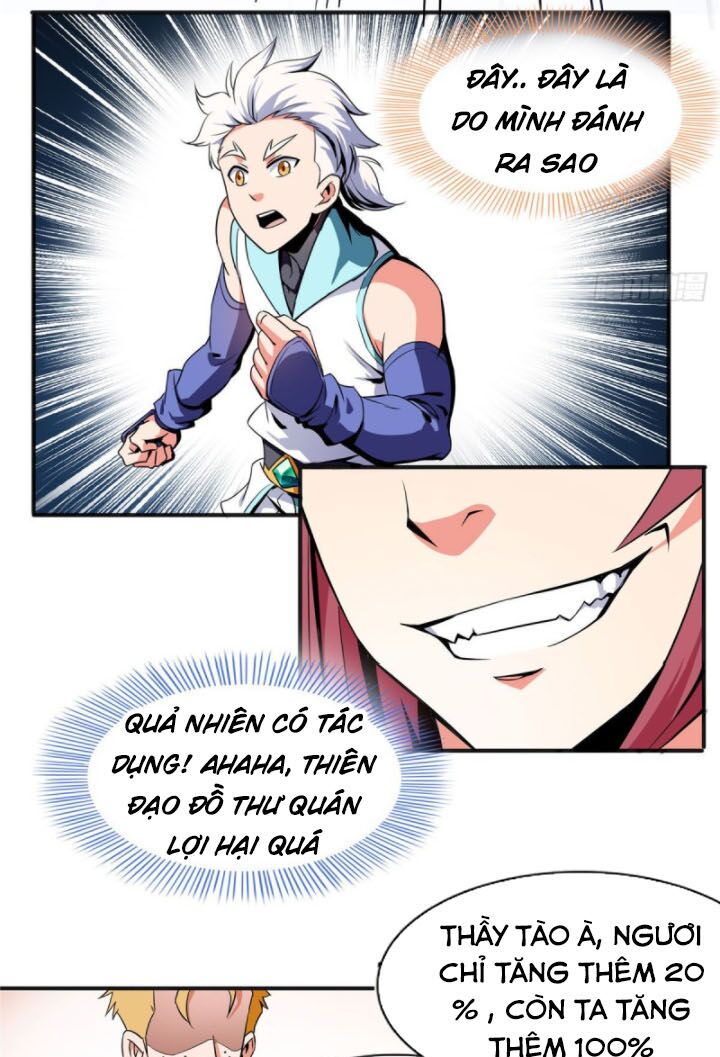 ĐÂY.. ĐÂY LÀ
DO MÌNH ĐÁNH
RA SAO
QUẢ NHIÊN CÓ TÁC
DỤNG! AHAHA, THIÊN
ĐẠO ĐỒ THƯ QUÁN
LỢI HẠI QUÁ
THẦY TÀO À, NGƯƠI
CHỈ TĂNG THÊM 20
% , CÒN TA TĂNG
THÊM 100%